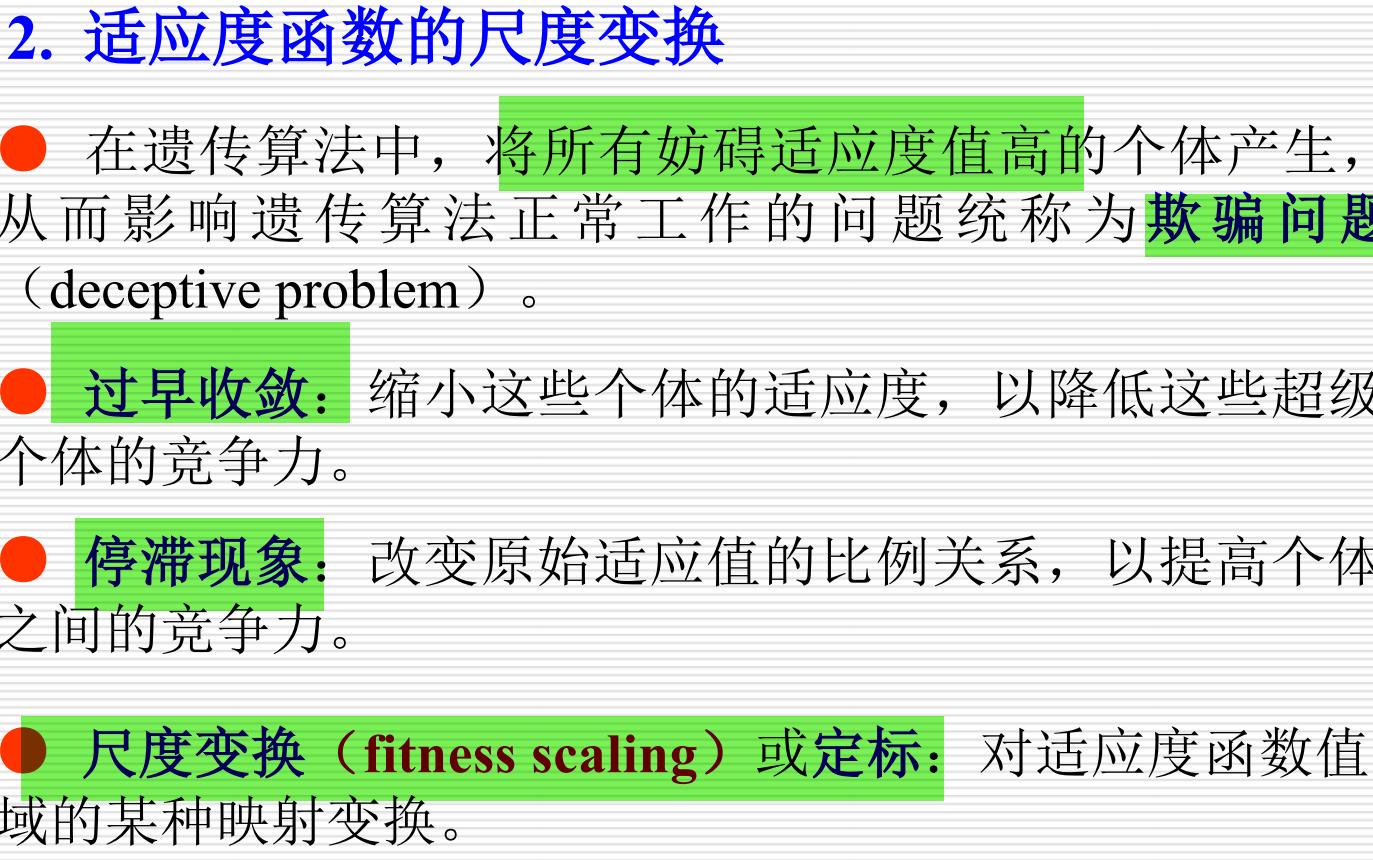 2. 适应度函数的尺度变换
● 在遗传算法中，将所有妨碍适应度值高的个体产生，
从而影响遗传算法正常工作的问题统称为欺骗问题
（deceptive problem）。
● 过早收敛：缩小这些个体的适应度，以降低这些超级
个体的竞争力。
● 停滞现象：改变原始适应值的比例关系，以提高个体
之间的竞争力。
● 尺度变换（fitness scaling）或定标：对适应度函数值
域的某种映射变换。